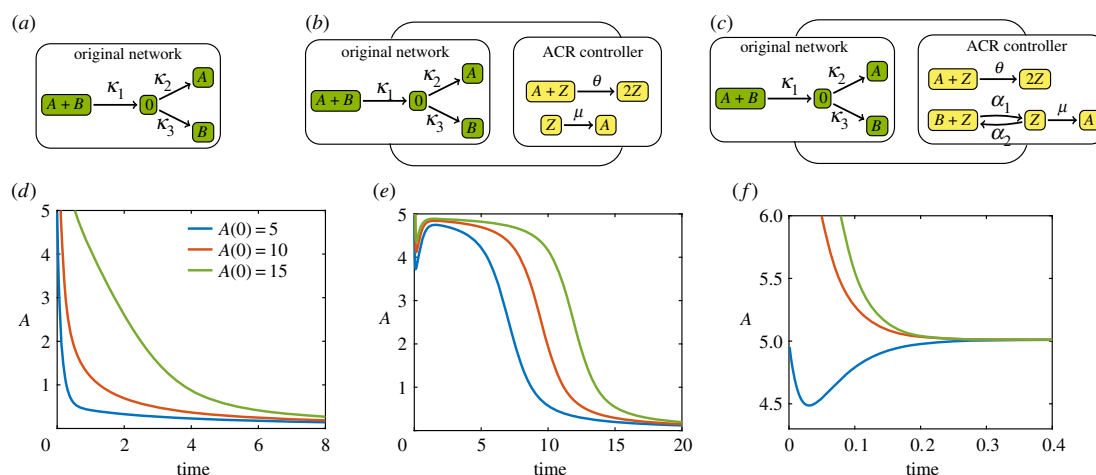 (a)
original network
A + B
κ1
0
κ2
κ3
A
B
(b)
original network
A + B
κ1
0
κ2
κ3
A
B
ACR controller
A + Z
θ
2Z
Z
μ
A
(c)
original network
A + B
κ1
0
κ2
κ3
A
B
ACR controller
A + Z
θ
2Z
B + Z
α1
α2
Z
μ
A
(d)
5
4
3
A
2
1
0 2 4 6 8
time
A(0) = 5
A(0) = 10
A(0) = 15
(e)
5
4
3
A
2
1
0 5 10 15 20
time
(f)
6.0
5.5
A
5.0
4.5
0 0.1 0.2 0.3 0.4
time